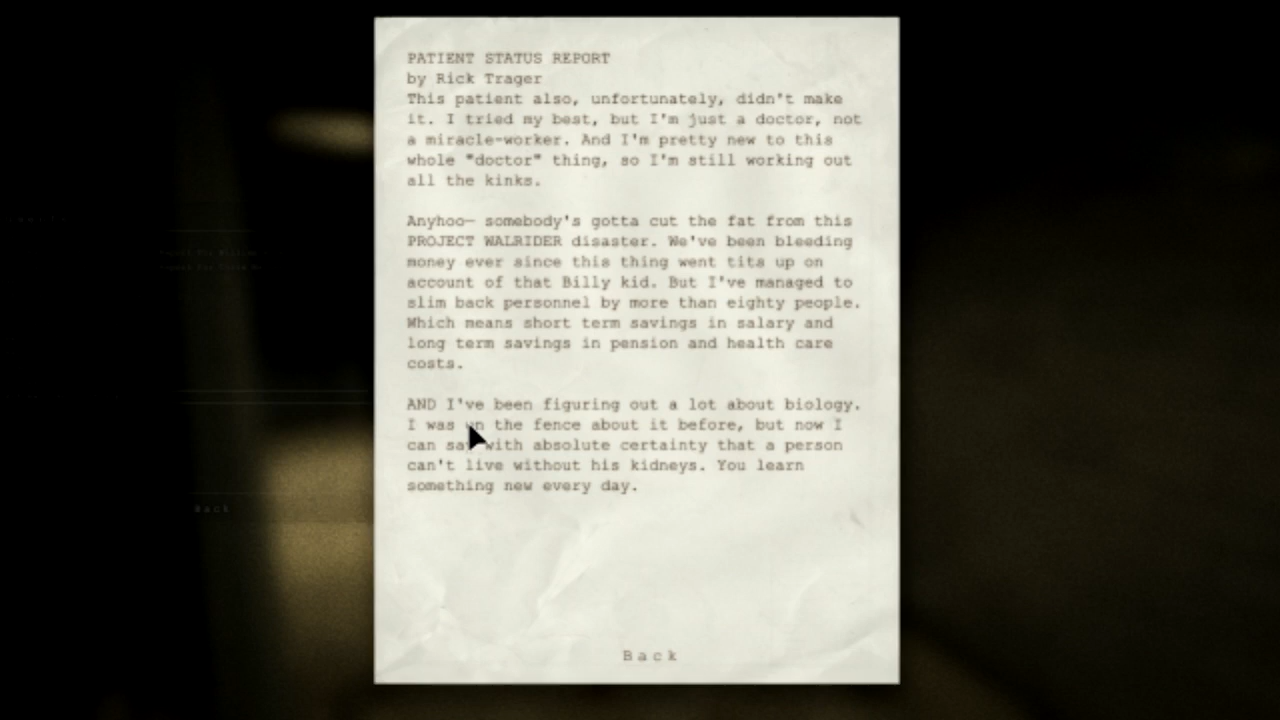 PATIENT STATUS REPORT
by Rick Trager
This patient also, unfortunately, didn't make
it. I tried my best, but I'm just a doctor, not
a miracle-worker. And I'm pretty new to this
whole "doctor" thing, so I'm still working out
all the kinks.
Anyhoo— somebody's gotta cut the fat from this
PROJECT WALRIDER disaster. We've been bleeding
money ever since this thing went tits up on
account of that Billy kid. But I've managed to
slim back personnel by more than eighty people.
Which means short term savings in salary and
long term savings in pension and health care
costs.
AND I've been figuring out a lot about biology.
I was on the fence about it before, but now I
can say with absolute certainty that a person
can't live without his kidneys. You learn
something new every day.
Back
Back